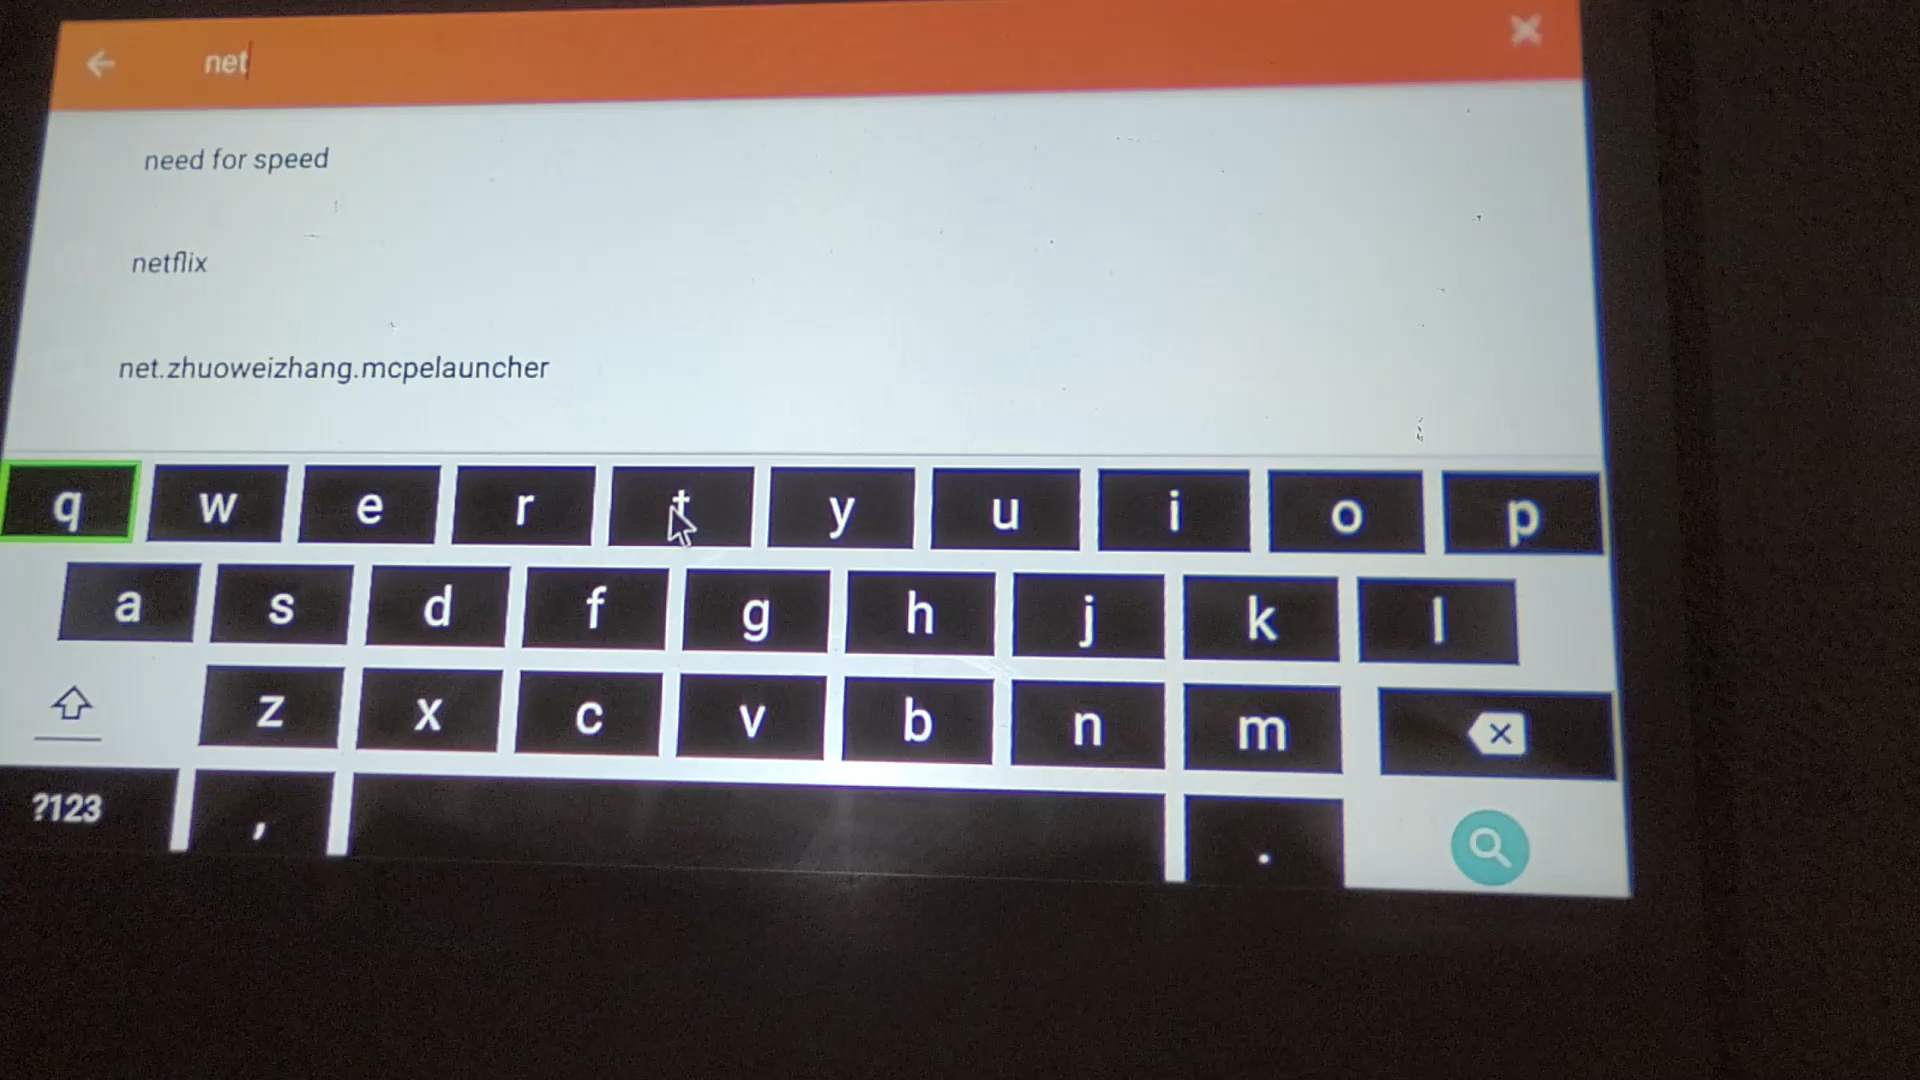 net
need for speed
netflix
net.zhuoweizhang.mcpelauncher
q w e r t y u i o p
a s d f g h j k l
z x c v b n m
?123 , .